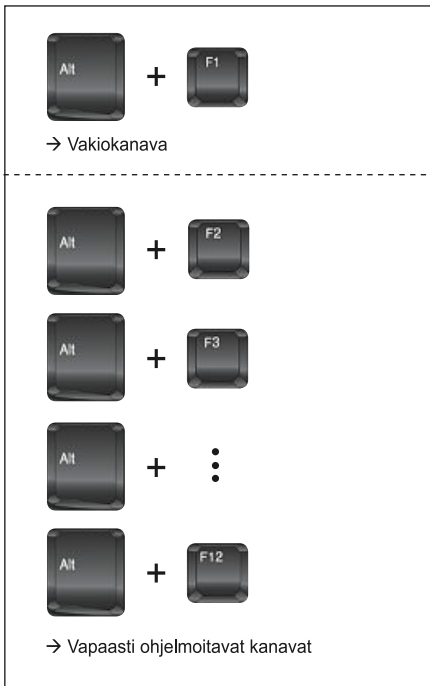 Alt + F1
→ Vakiokanava
Alt + F2
Alt + F3
Alt + ⋮
Alt + F12
→ Vapaasti ohjelmoitavat kanavat